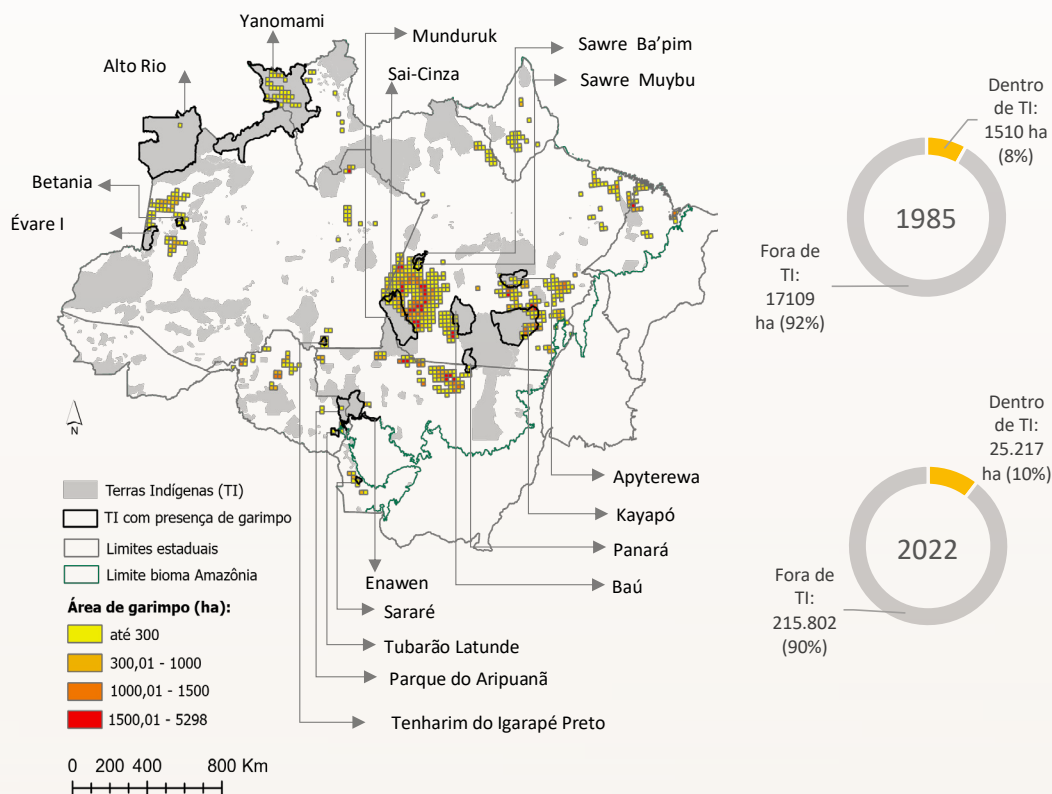 Yanomami
Munduruk
Sawre Ba’pim
Alto Rio
Sai-Cinza
Sawre Muybu
Betania
Évare I
N
Terras Indígenas (TI)
TI com presença de garimpo
Limites estaduais
Limite bioma Amazônia
Área de garimpo (ha):
até 300
300,01 - 1000
1000,01 - 1500
1500,01 - 5298
0 200 400 800 Km
Apyterewa
Kayapó
Panará
Baú
Enawen
Sararé
Tubarão Latunde
Parque do Aripuanã
Tenharim do Igarapé Preto
Dentro
de TI:
1510 ha
(8%)
1985
Fora de
TI:
17109
ha (92%)
Dentro
de TI:
25.217
ha (10%)
2022
Fora de
TI:
215.802
(90%)